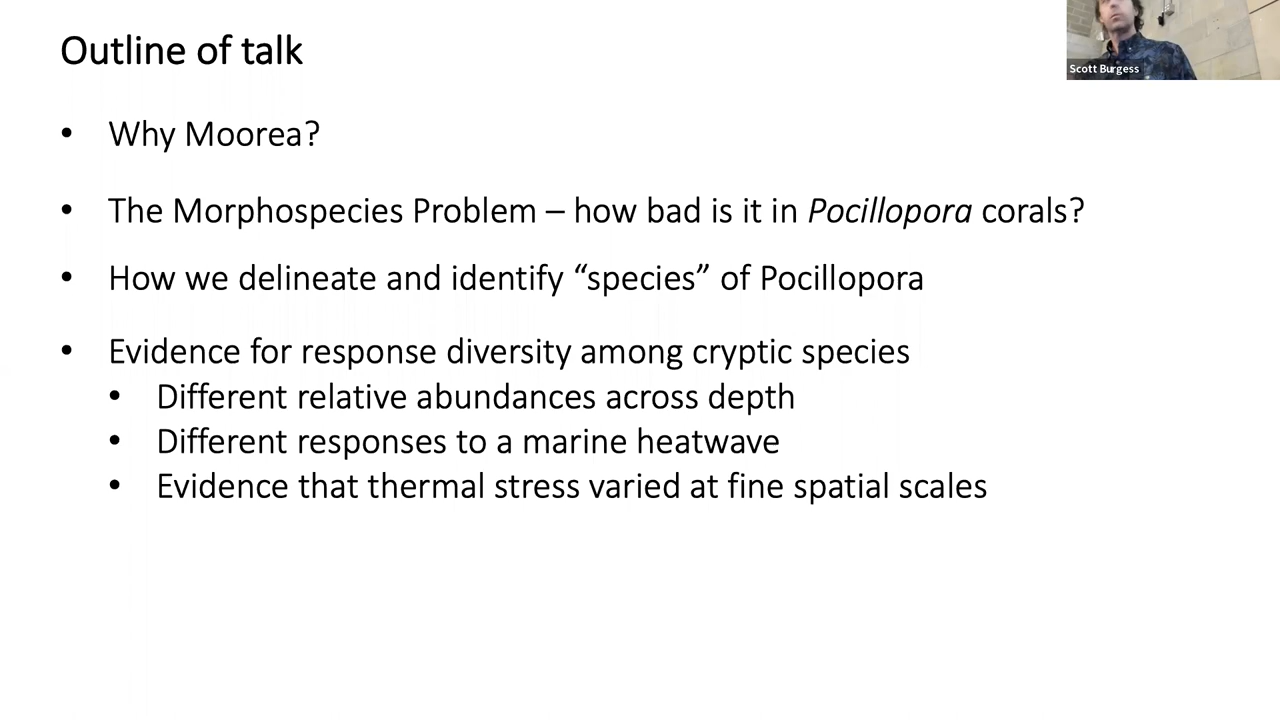 Outline of talk
Scott Burgess
• Why Moorea?
• The Morphospecies Problem – how bad is it in Pocillopora corals?
• How we delineate and identify “species” of Pocillopora
• Evidence for response diversity among cryptic species
• Different relative abundances across depth
• Different responses to a marine heatwave
• Evidence that thermal stress varied at fine spatial scales